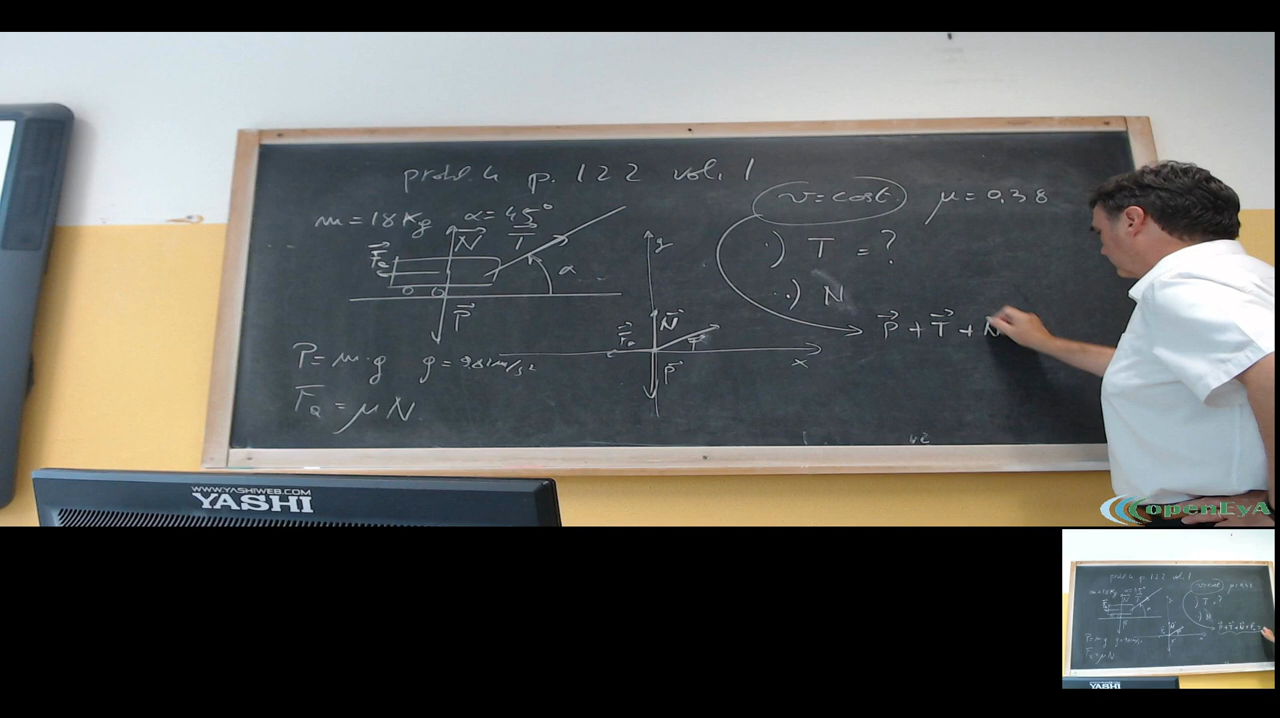 probl. 4 p. 122 vol. 1
m = 18 Kg α = 45°
v = cost μ = 0,38
·) T = ?
··) N
N⃗ T⃗
F⃗a
α
P⃗
y
N⃗
F⃗a
P⃗
x
P⃗ + T⃗ + N
P = m · g g = 9,81 m/s²
Fa = μ N
WWW.YASHIWEB.COM
YASHI
openEyA
YASHI